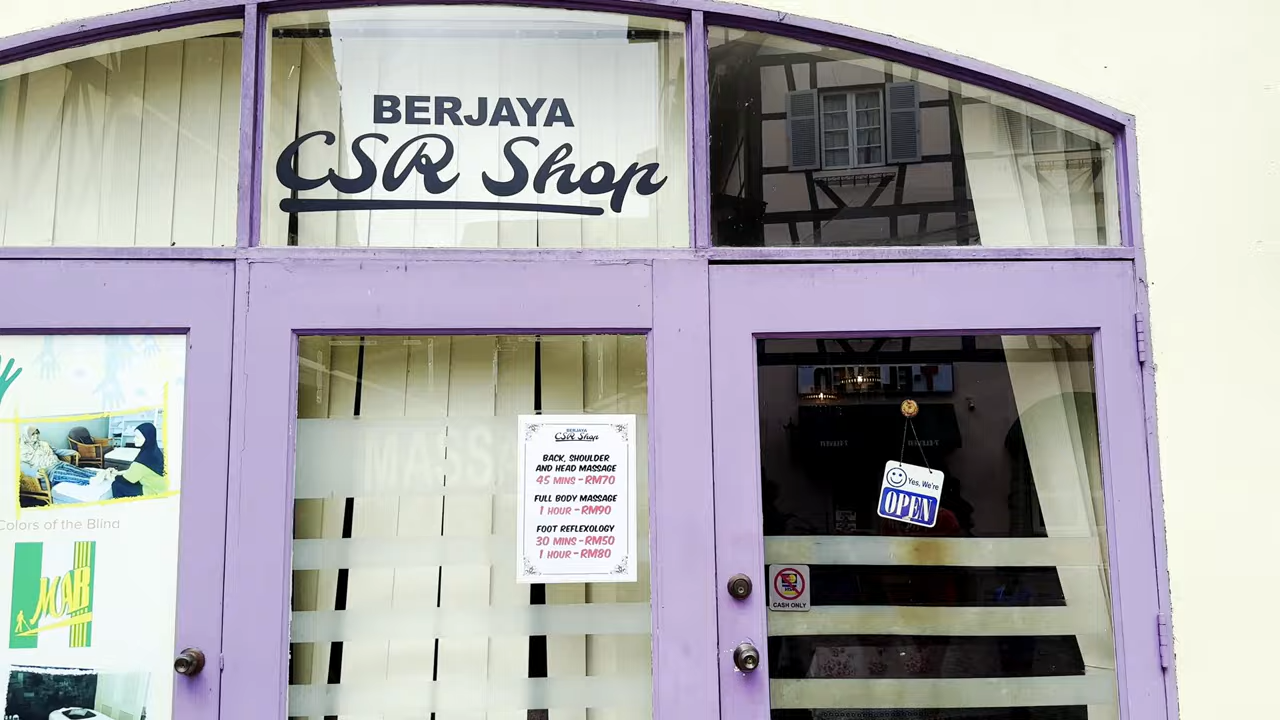 BERJAYA
CSR Shop
BERJAYA
CSR Shop
BACK, SHOULDER
AND HEAD MASSAGE
45 MINS - RM70
FULL BODY MASSAGE
1 HOUR - RM90
FOOT REFLEXOLOGY
30 MINS - RM50
1 HOUR - RM80
Yes, We're
OPEN
CASH ONLY
Colors of the Blind
MAB